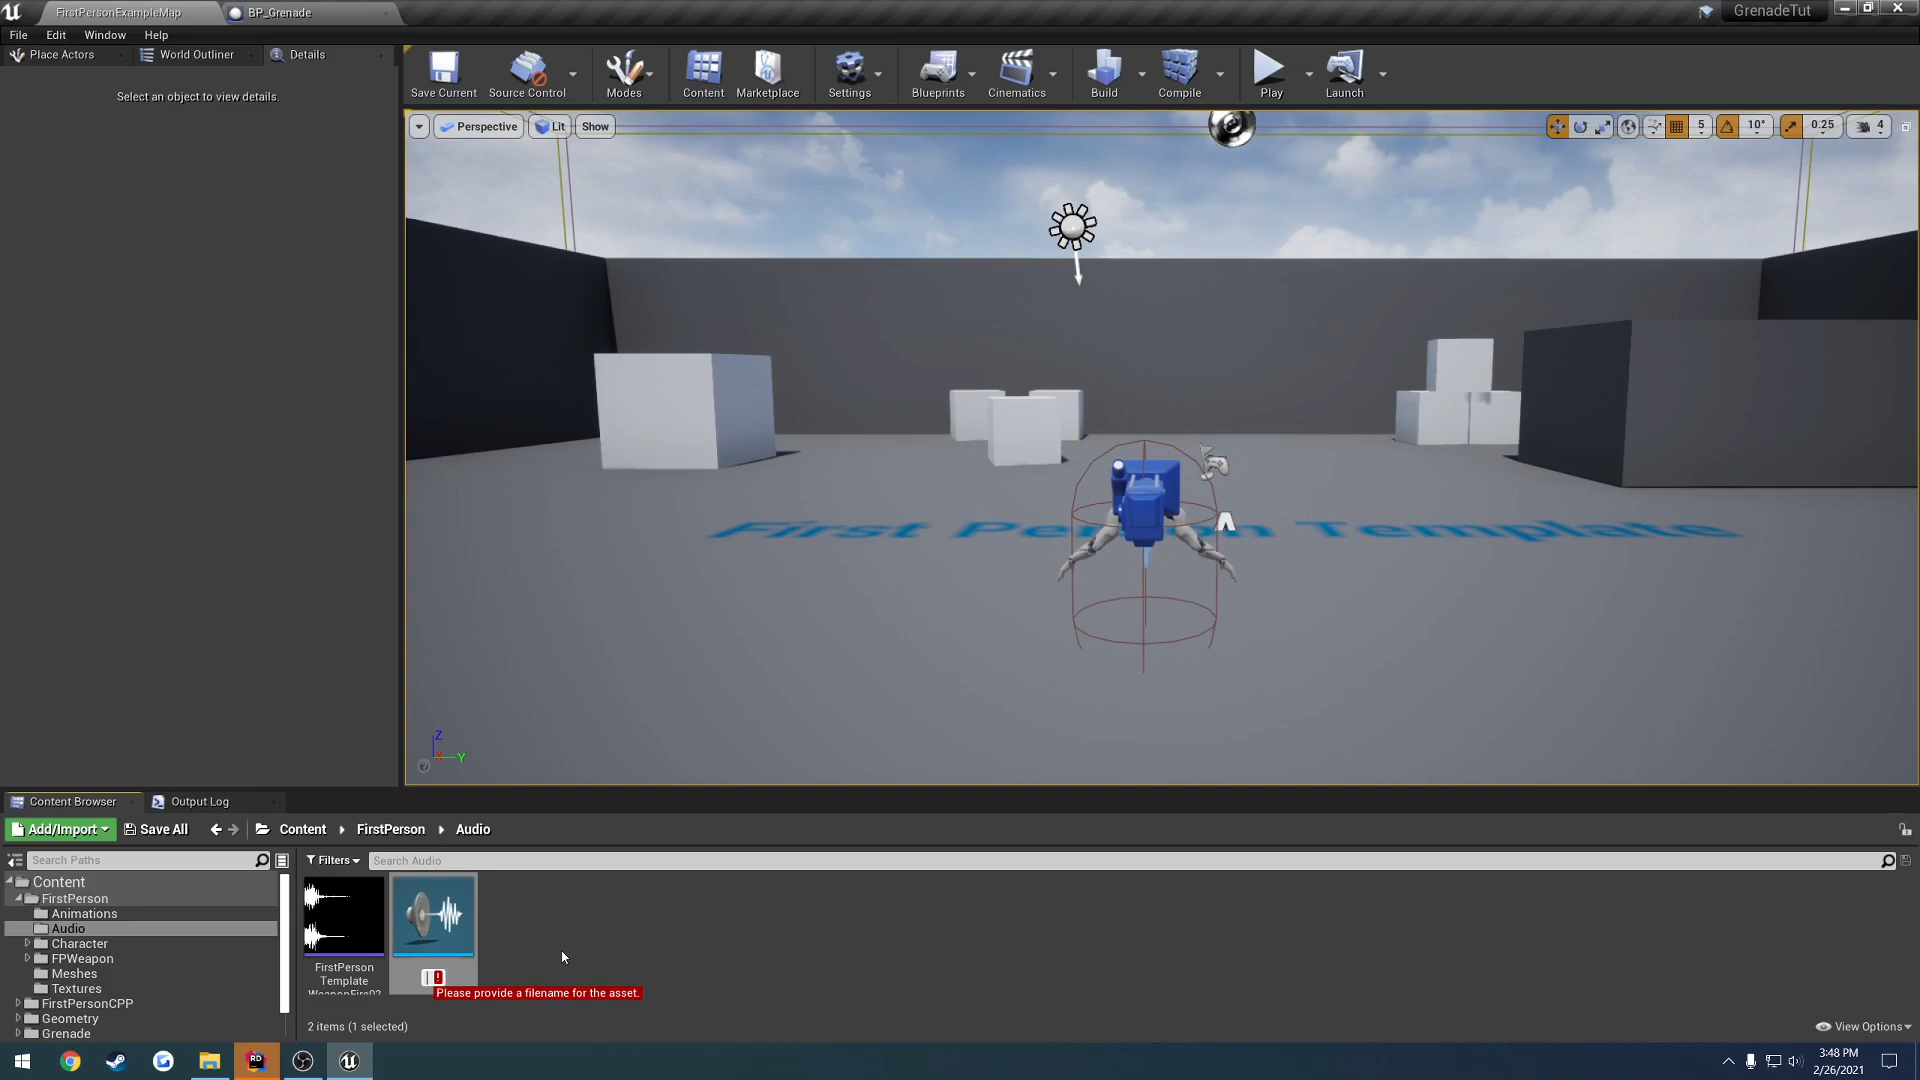 FirstPersonExampleMap
BP_Grenade
GrenadeTut
File Edit Window Help
Place Actors World Outliner Details
Select an object to view details.
Save Current
Source Control
Modes
Content
Marketplace
Settings
Blueprints
Cinematics
Build
Compile
Play
Launch
Perspective Lit Show
5 10° 0.25 4
First Person Template
Z
X
Y
Content Browser Output Log
Add/Import Save All Content FirstPerson Audio
Search Paths
Filters Search Audio
Content
FirstPerson
Animations
Audio
Character
FPWeapon
Meshes
Textures
FirstPersonCPP
Geometry
Grenade
FirstPerson
Template
WeaponFire02
Please provide a filename for the asset.
2 items (1 selected)
View Options
RD
3:48 PM
2/26/2021